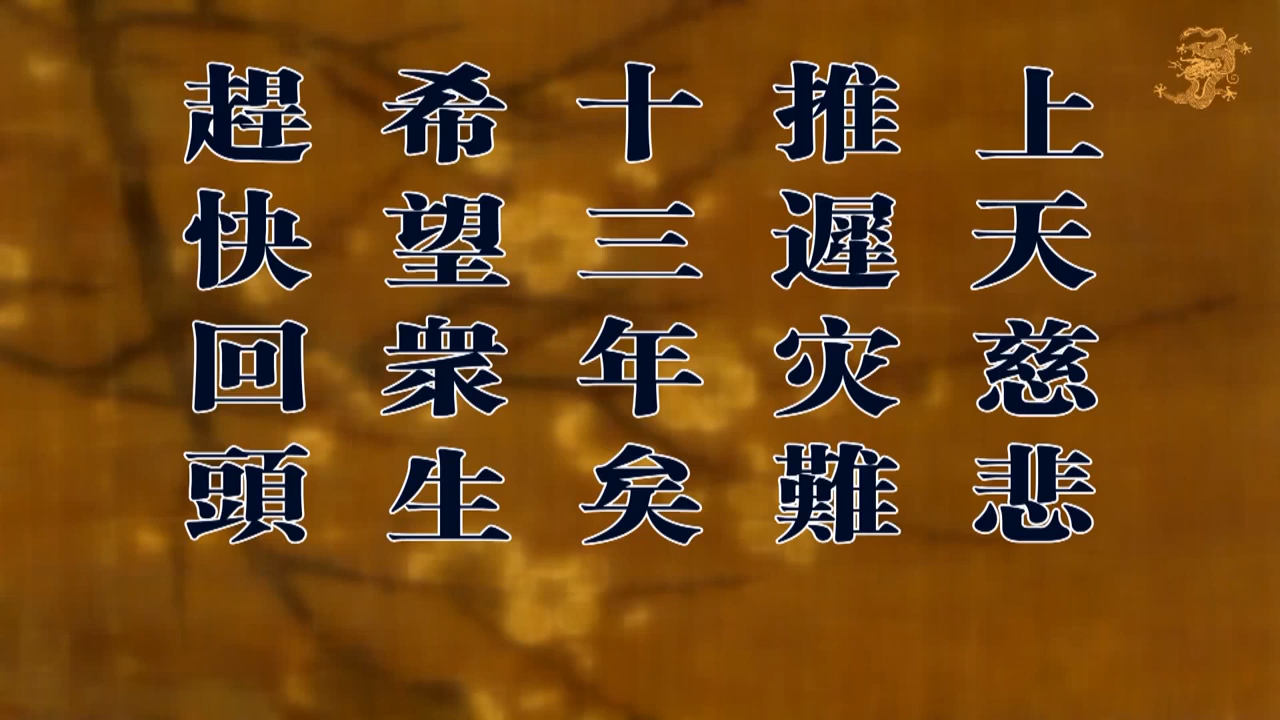 上天慈悲
推遲灾難
十三年矣
希望衆生
趕快回頭